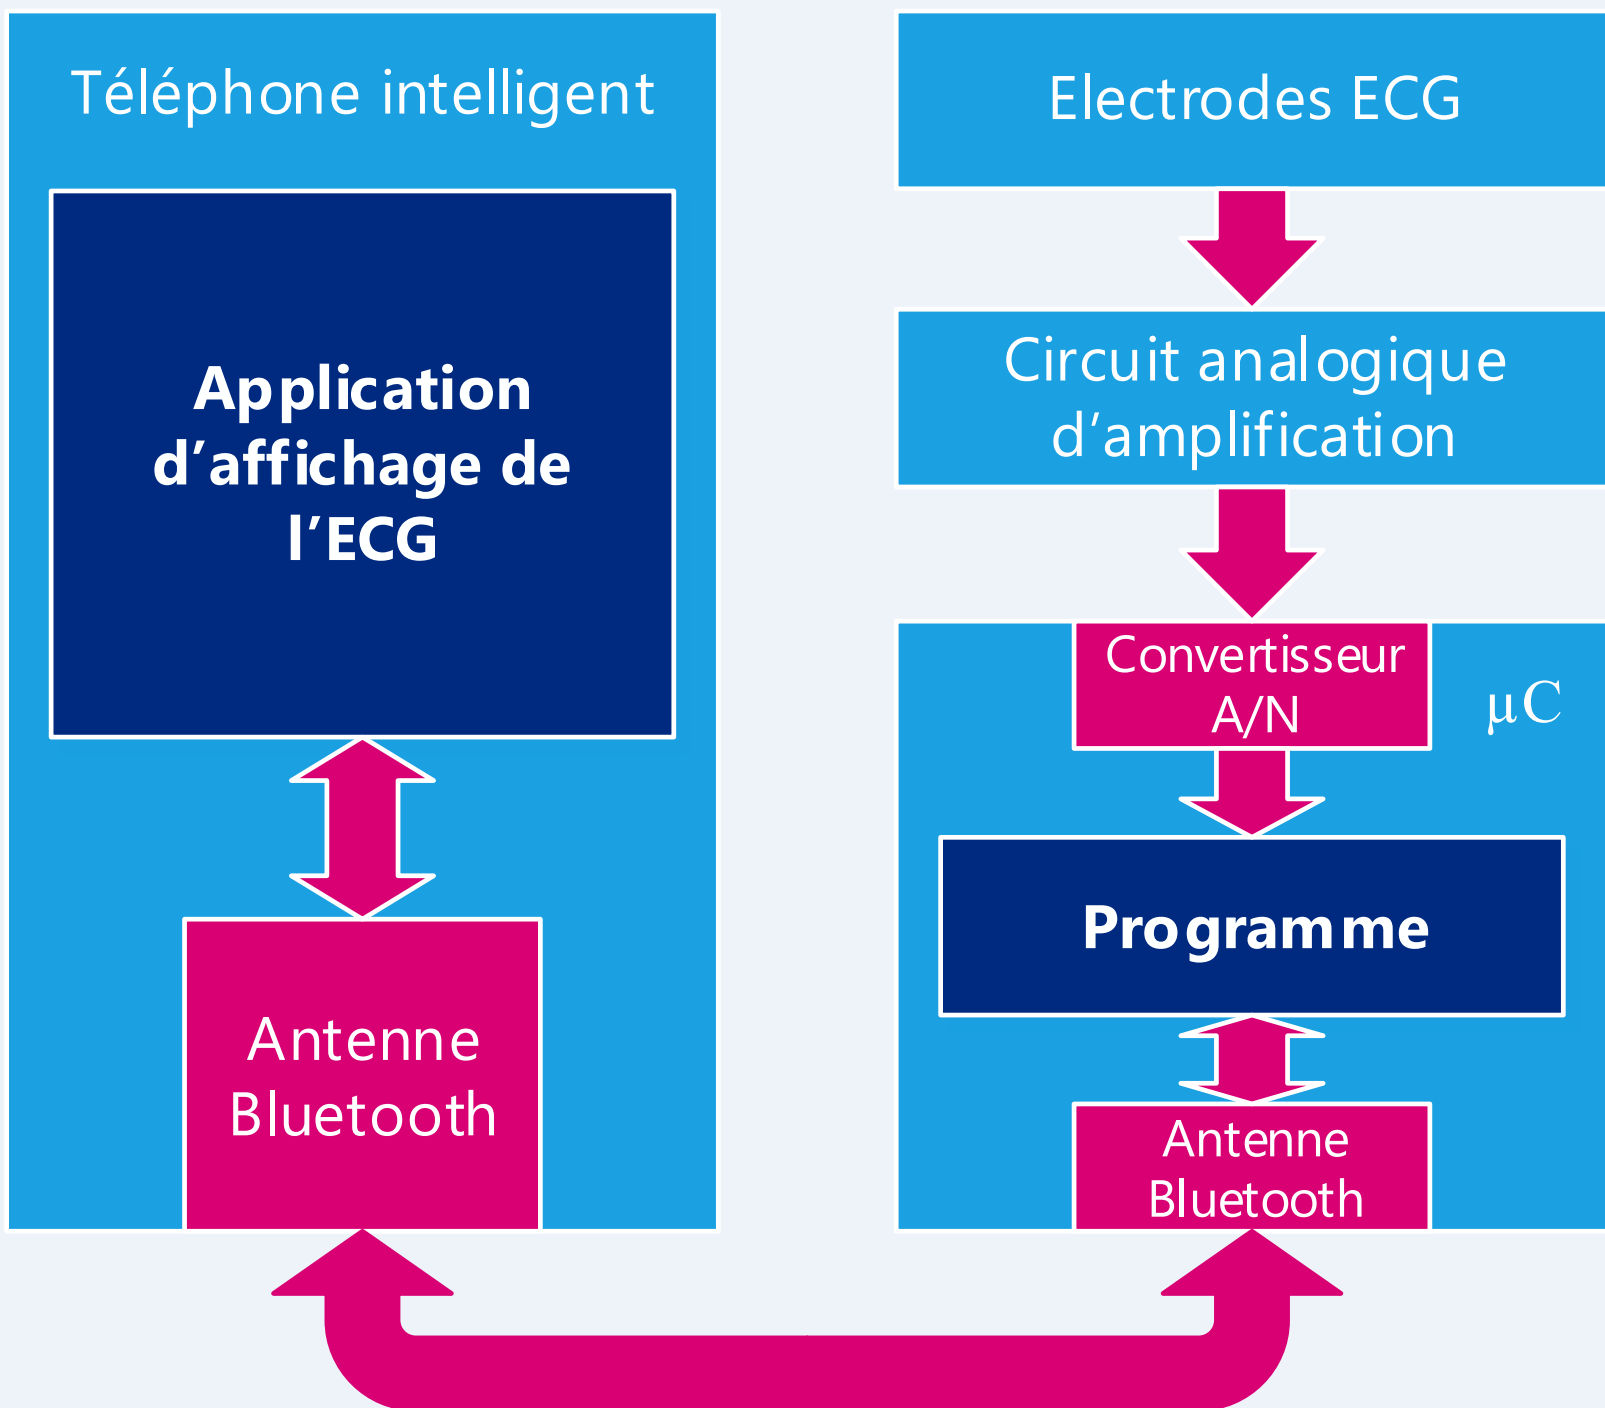 Téléphone intelligent
Application
d’affichage de
l’ECG
Antenne
Bluetooth
Electrodes ECG
Circuit analogique
d’amplification
Convertisseur
A/N
µC
Programme
Antenne
Bluetooth